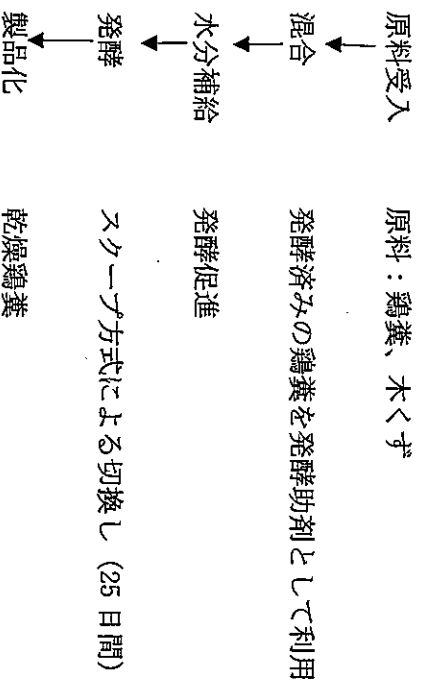 原料受入　原料：鶏糞、木くず
混合　発酵済みの鶏糞を発酵助剤として利用
水分補給　発酵促進
発酵　スクープ方式による切換し（25 日間）
製品化　乾燥鶏糞